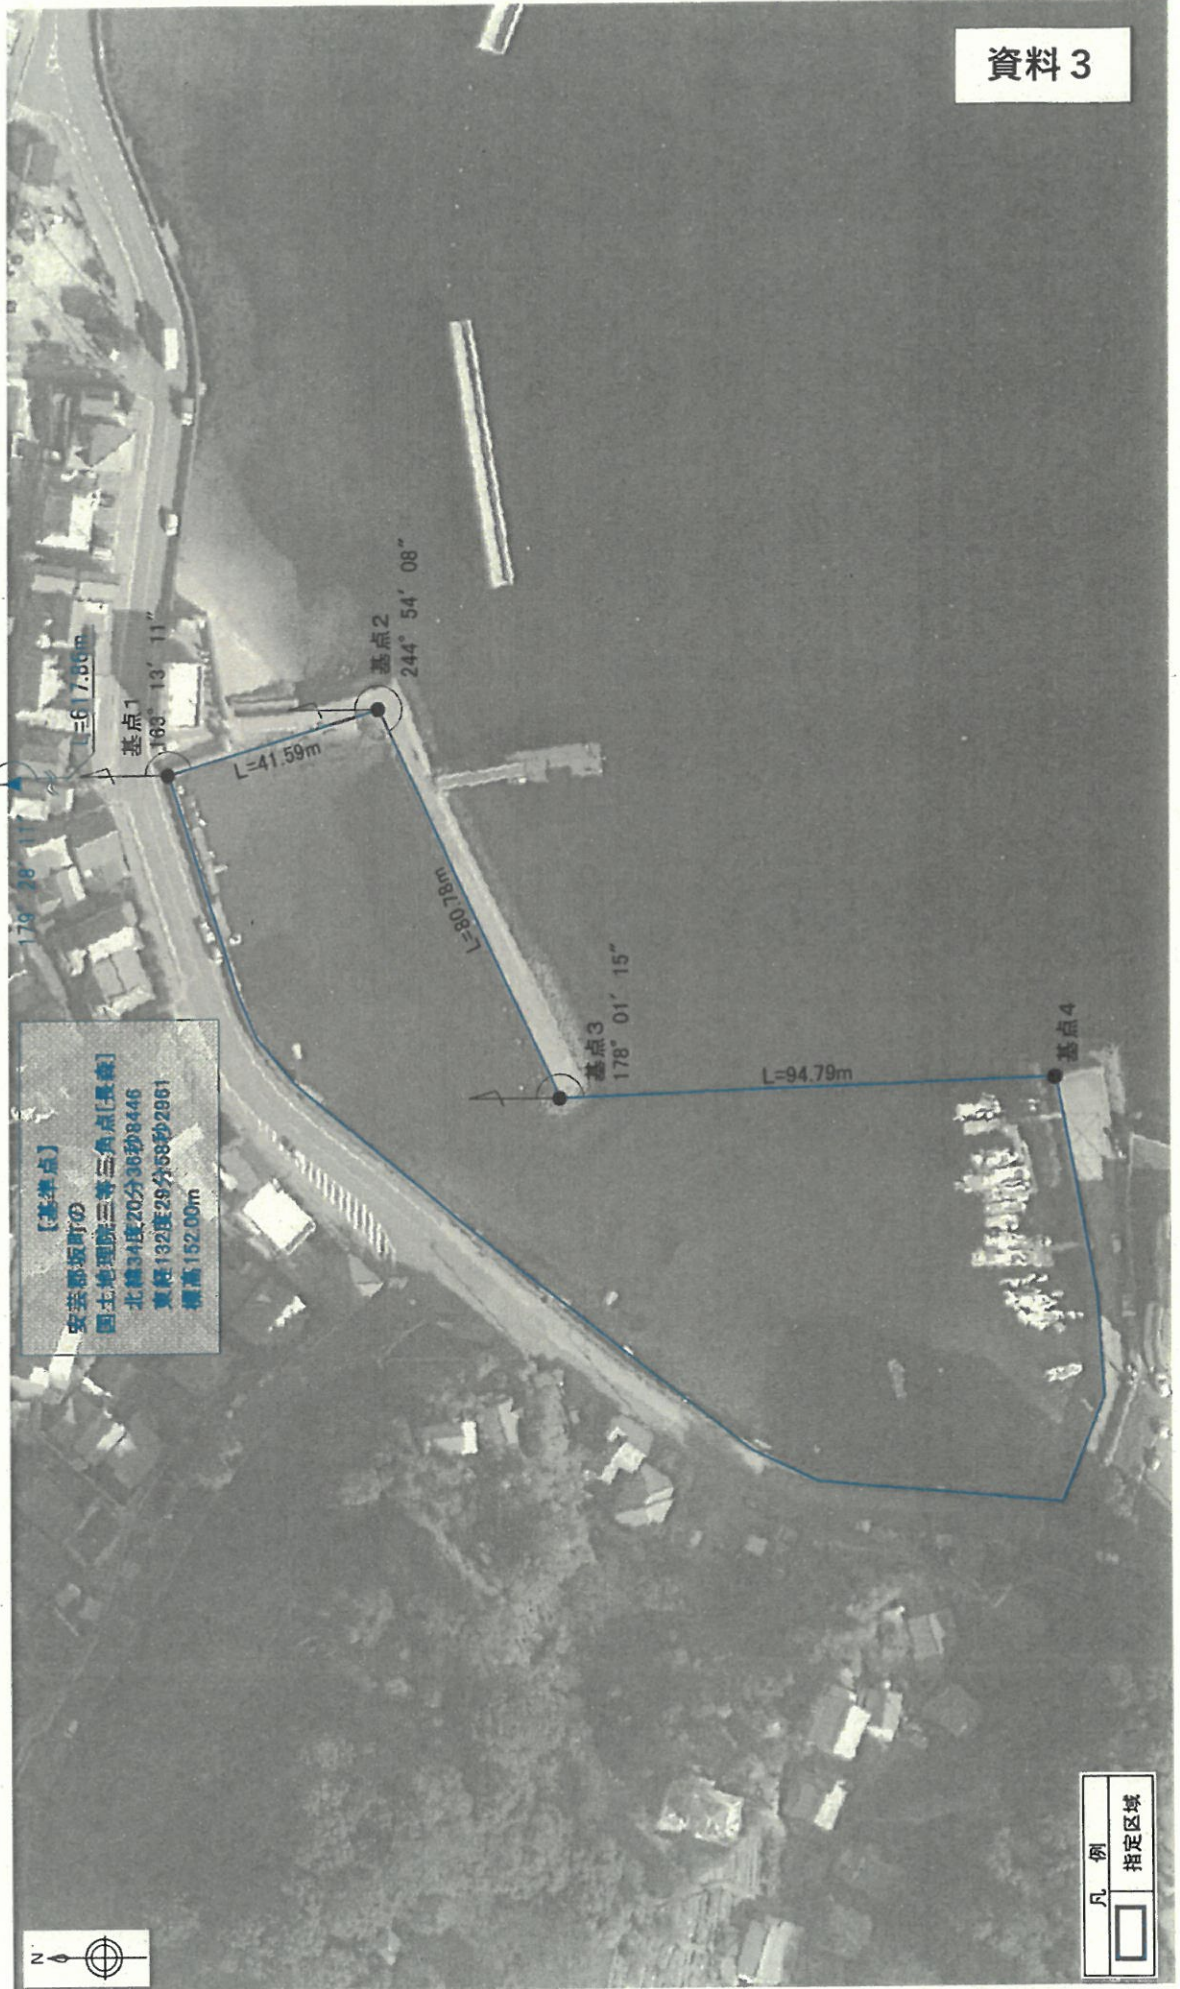 資料3
179° 28′ 11″
L=617.86m
基点1
163° 13′ 11″
L=41.59m
基点2
244° 54′ 08″
L=80.78m
基点3
178° 01′ 15″
L=94.79m
基点4
【基準点】
安芸郡坂町の
国土地理院三等三角点[長森]
北緯34度20分36秒8446
東経132度29分58秒2961
標高152.00m
N
凡 例
指定区域